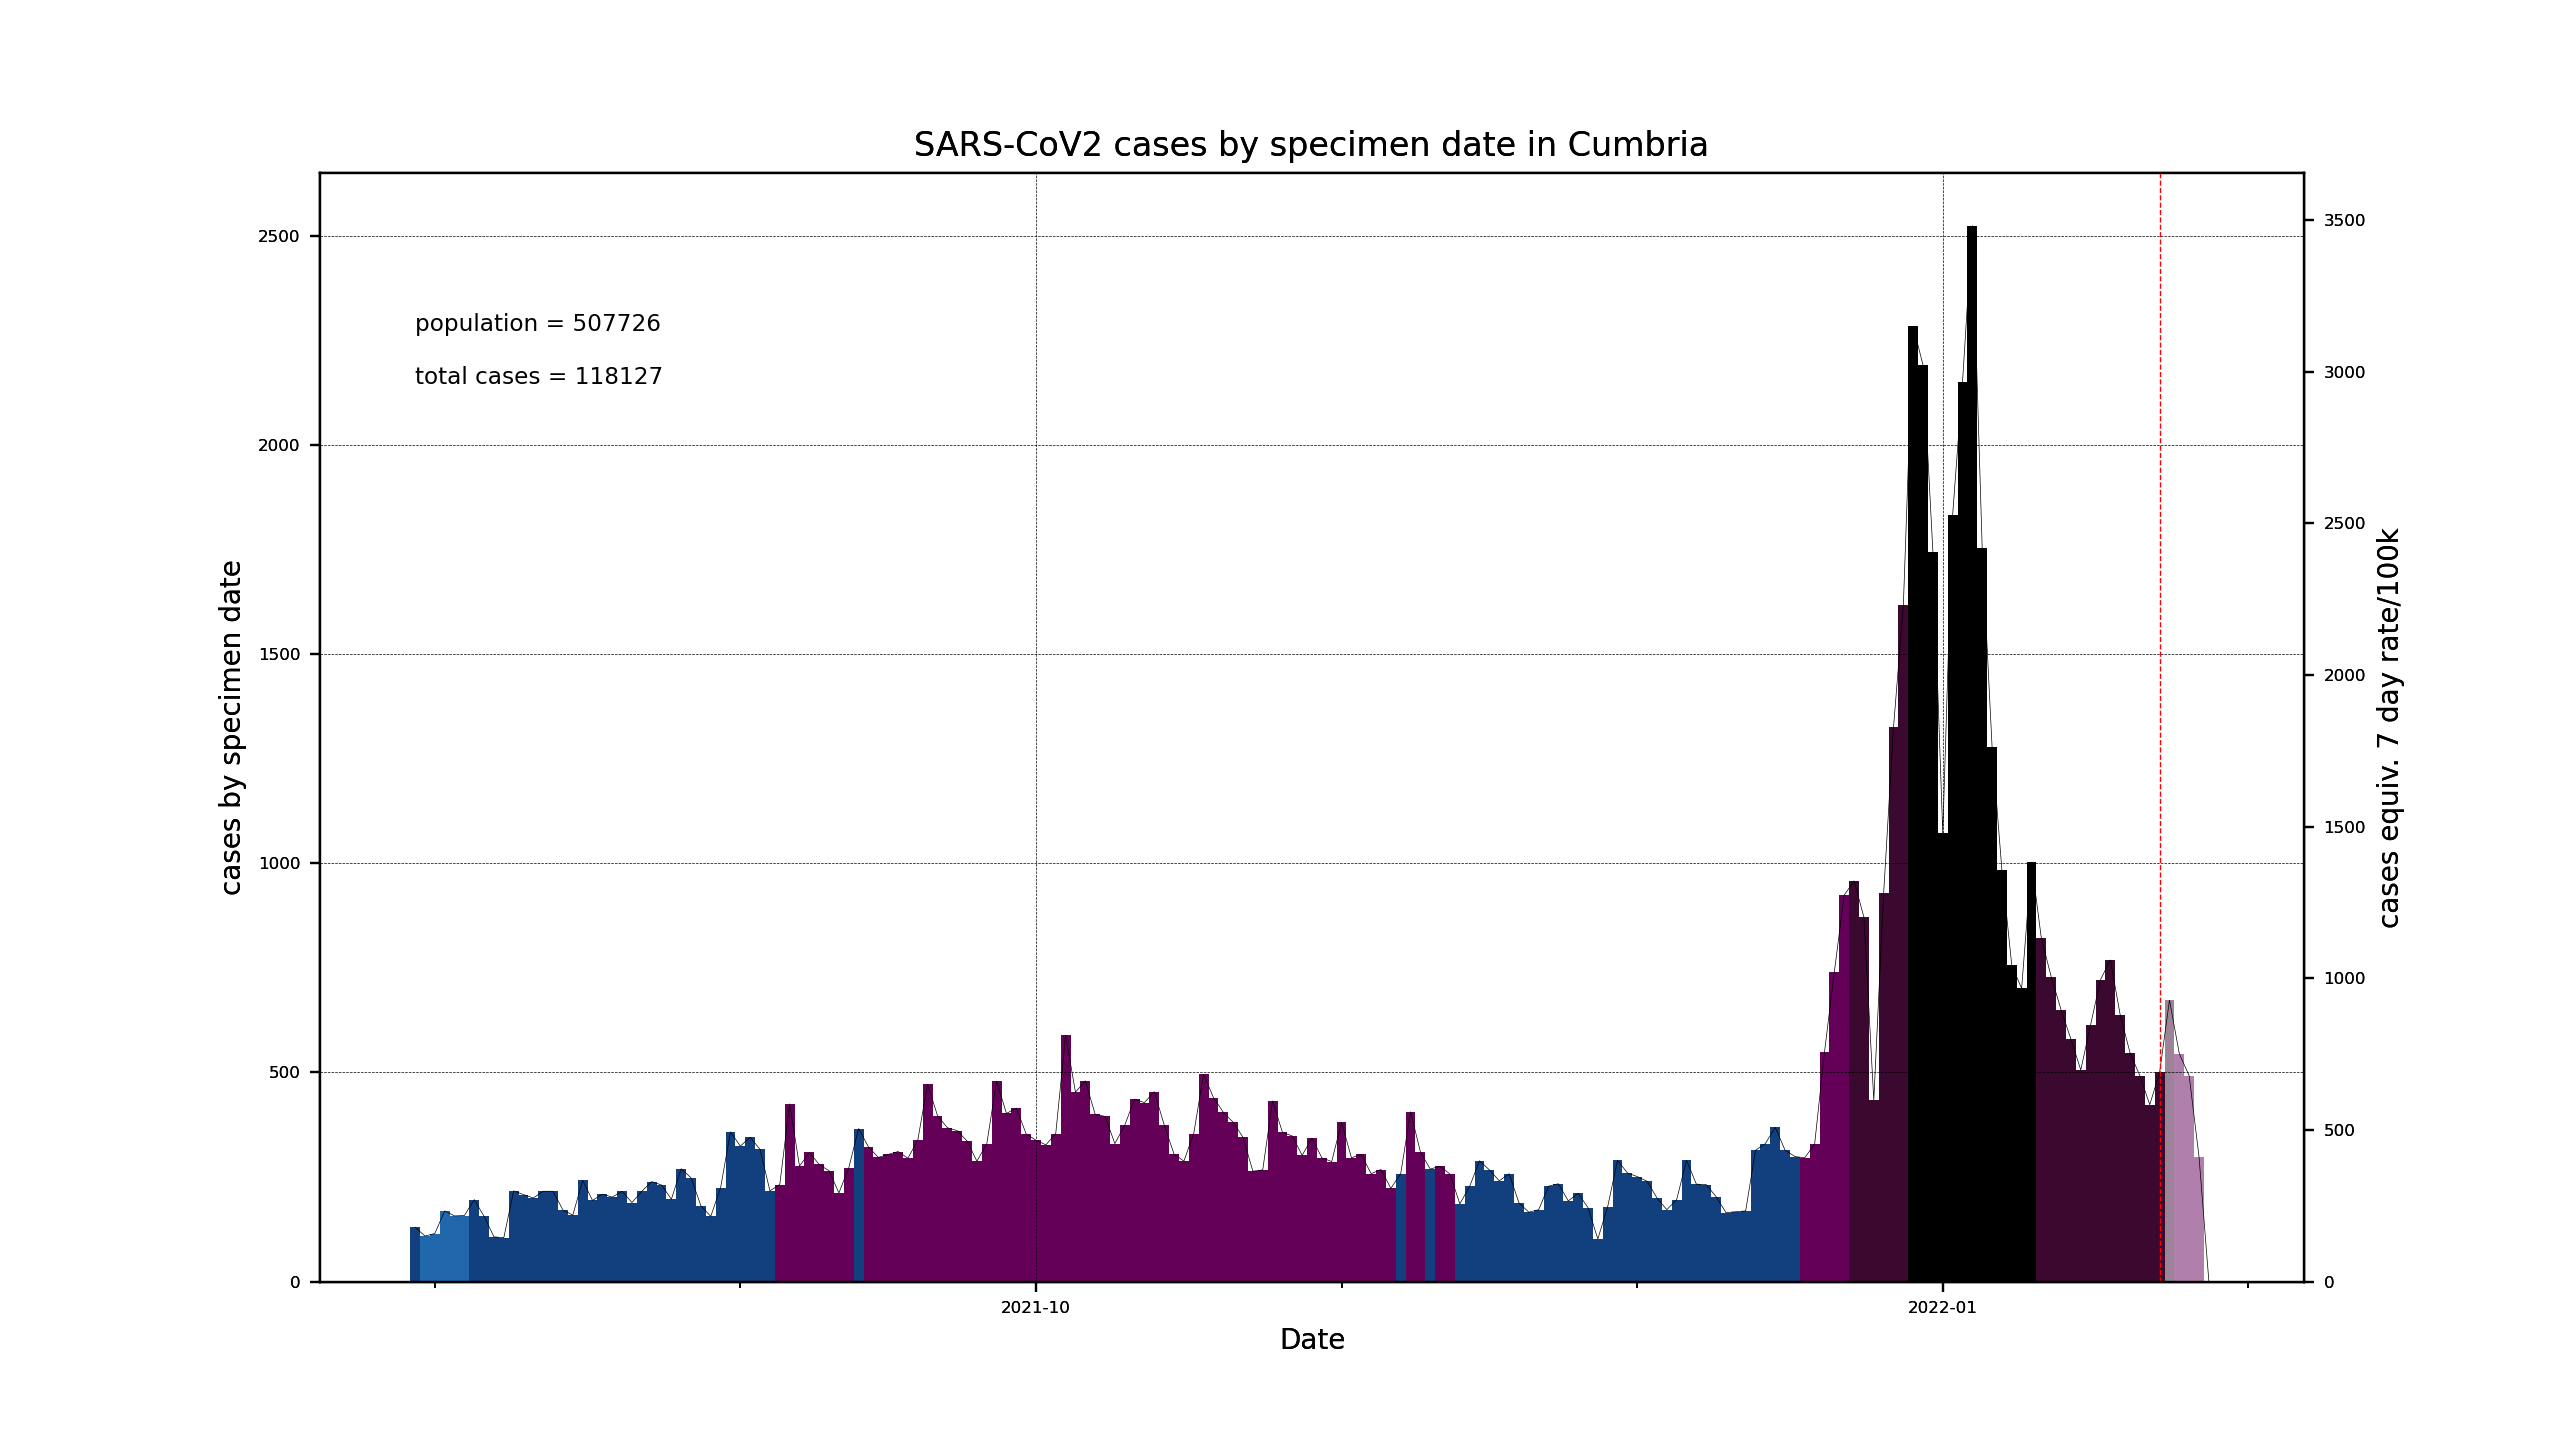 SARS-CoV2 cases by specimen date in Cumbria
population = 507726
total cases = 118127
cases by specimen date
2500
2000
1500
1000
500
0
3500
3000
2500
2000
1500
1000
500
0
cases equiv. 7 day rate/100k
2021-10
2022-01
Date